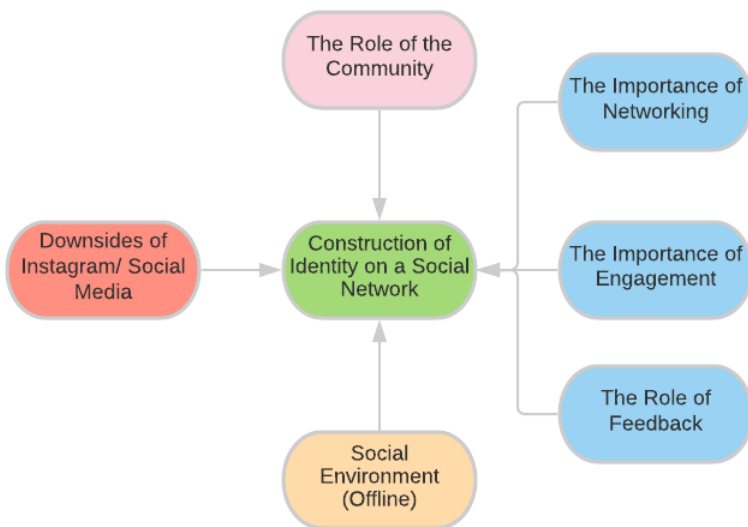 The Role of the
Community
The Importance of
Networking
Downsides of
Instagram/ Social
Media
Construction of
Identity on a Social
Network
The Importance of
Engagement
The Role of
Feedback
Social
Environment
(Offline)